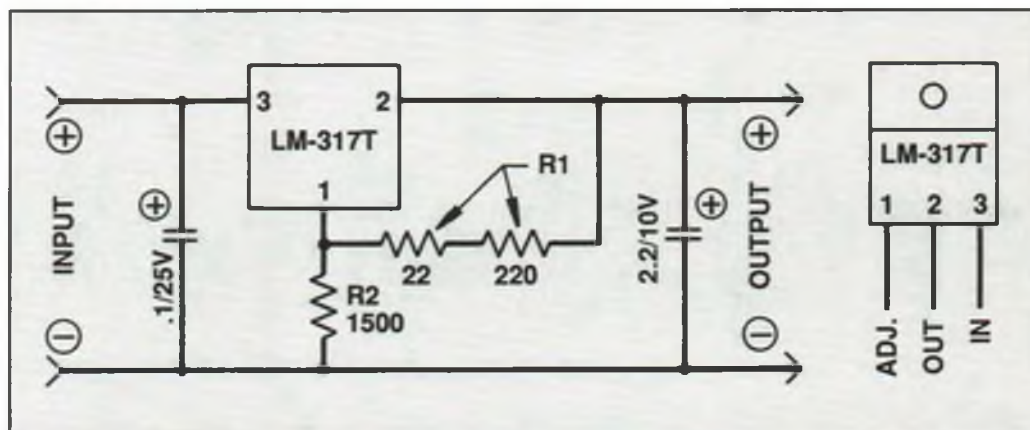 INPUT
+
−
.1/25V
+
3
2
LM-317T
1
R1
22
220
R2
1500
2.2/10V
+
OUTPUT
+
−
LM-317T
1 2 3
ADJ.
OUT
IN